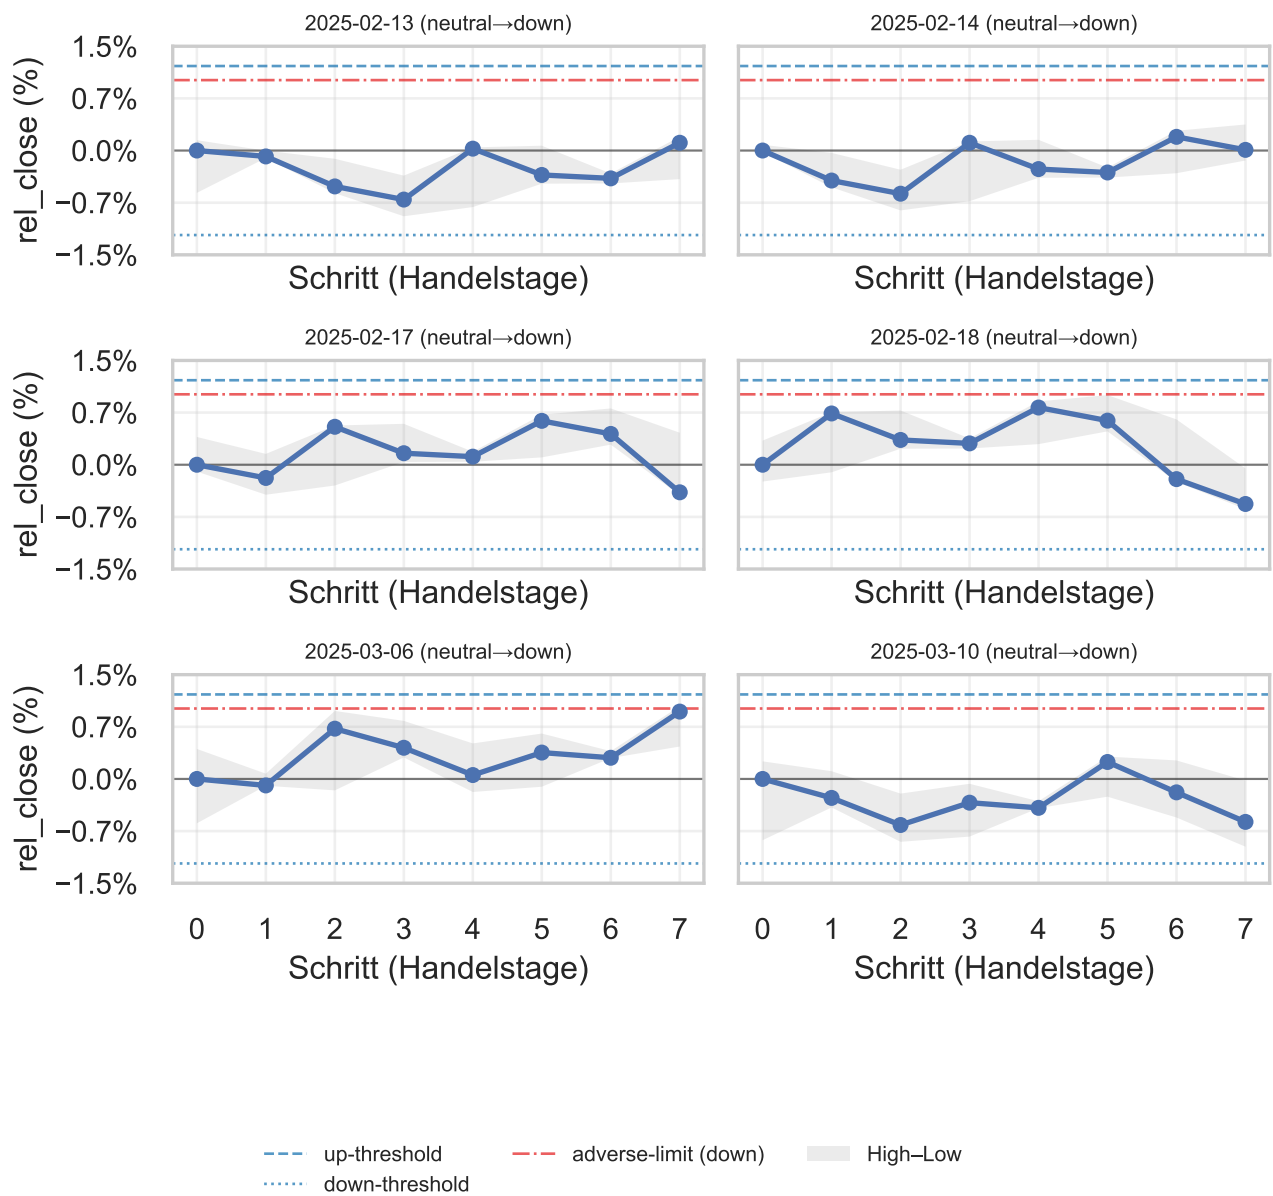 2025-02-13 (neutral→down)
2025-02-14 (neutral→down)
1.5%
0.7%
0.0%
−0.7%
−1.5%
rel_close (%)
Schritt (Handelstage)
Schritt (Handelstage)
2025-02-17 (neutral→down)
2025-02-18 (neutral→down)
1.5%
0.7%
0.0%
−0.7%
−1.5%
rel_close (%)
Schritt (Handelstage)
Schritt (Handelstage)
2025-03-06 (neutral→down)
2025-03-10 (neutral→down)
1.5%
0.7%
0.0%
−0.7%
−1.5%
rel_close (%)
0 1 2 3 4 5 6 7
0 1 2 3 4 5 6 7
Schritt (Handelstage)
Schritt (Handelstage)
up-threshold
adverse-limit (down)
High–Low
down-threshold